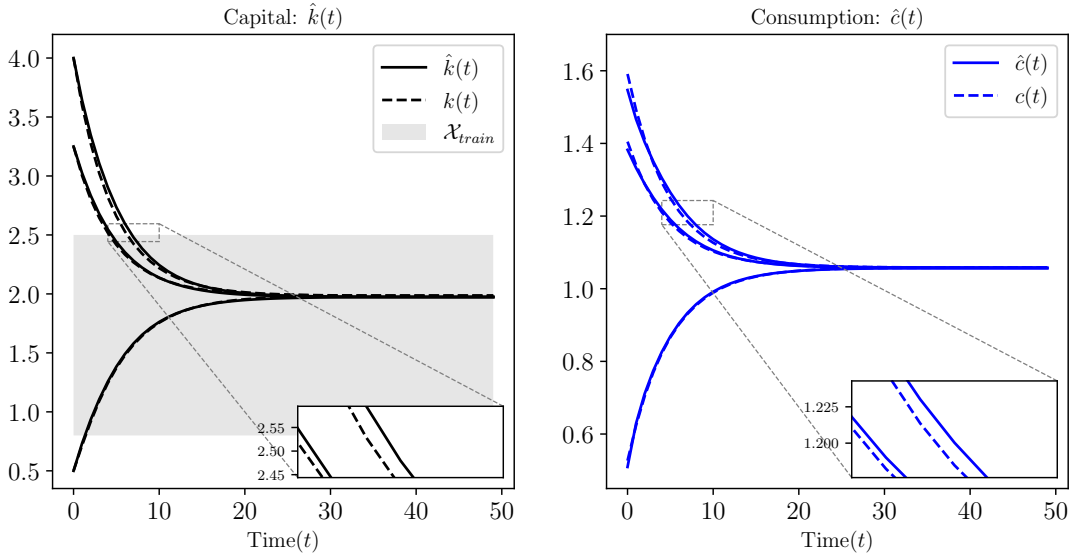 Capital: k̂(t)
4.0
3.5
3.0
2.5
2.0
1.5
1.0
0.5
k̂(t)
k(t)
𝒳train
2.55
2.50
2.45
0 10 20 30 40 50
Time(t)
Consumption: ĉ(t)
1.6
1.4
1.2
1.0
0.8
0.6
ĉ(t)
c(t)
1.225
1.200
0 10 20 30 40 50
Time(t)